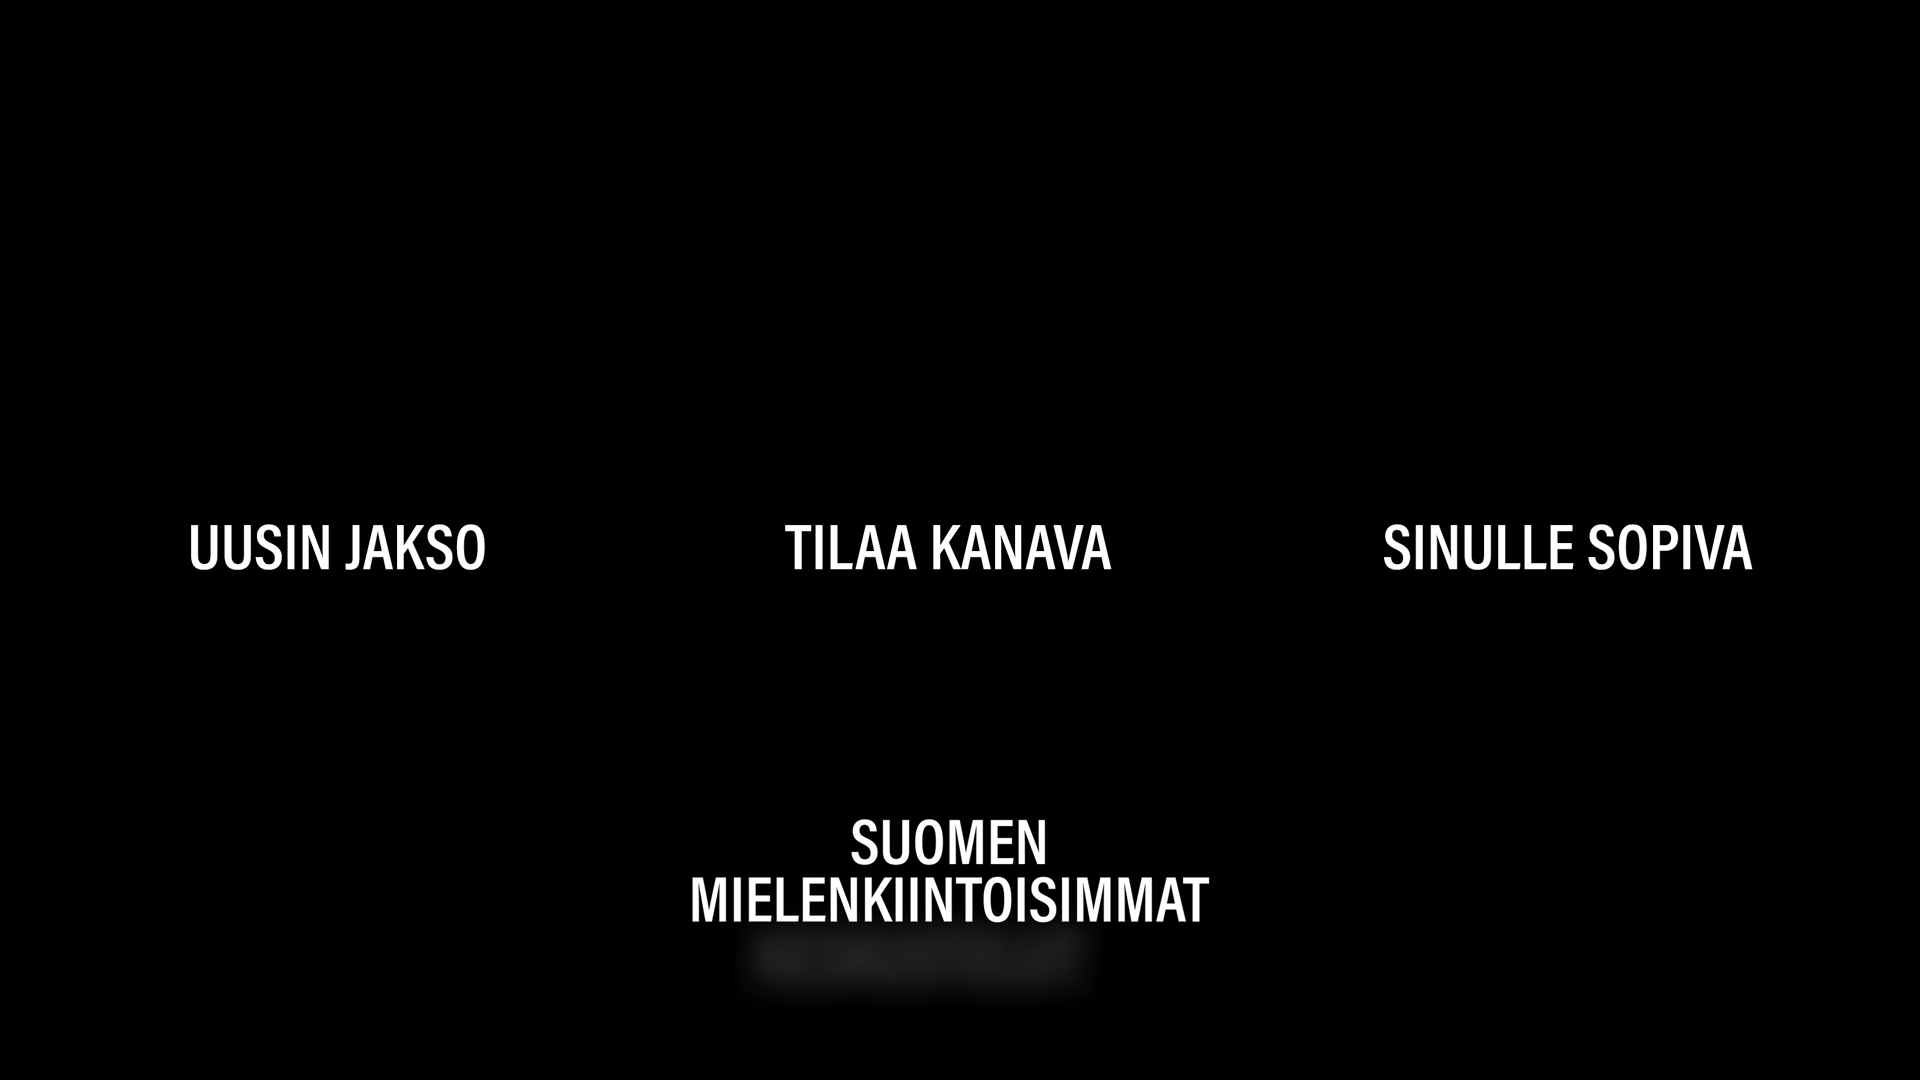 UUSIN JAKSO
TILAA KANAVA
SINULLE SOPIVA
SUOMEN
MIELENKIINTOISIMMAT